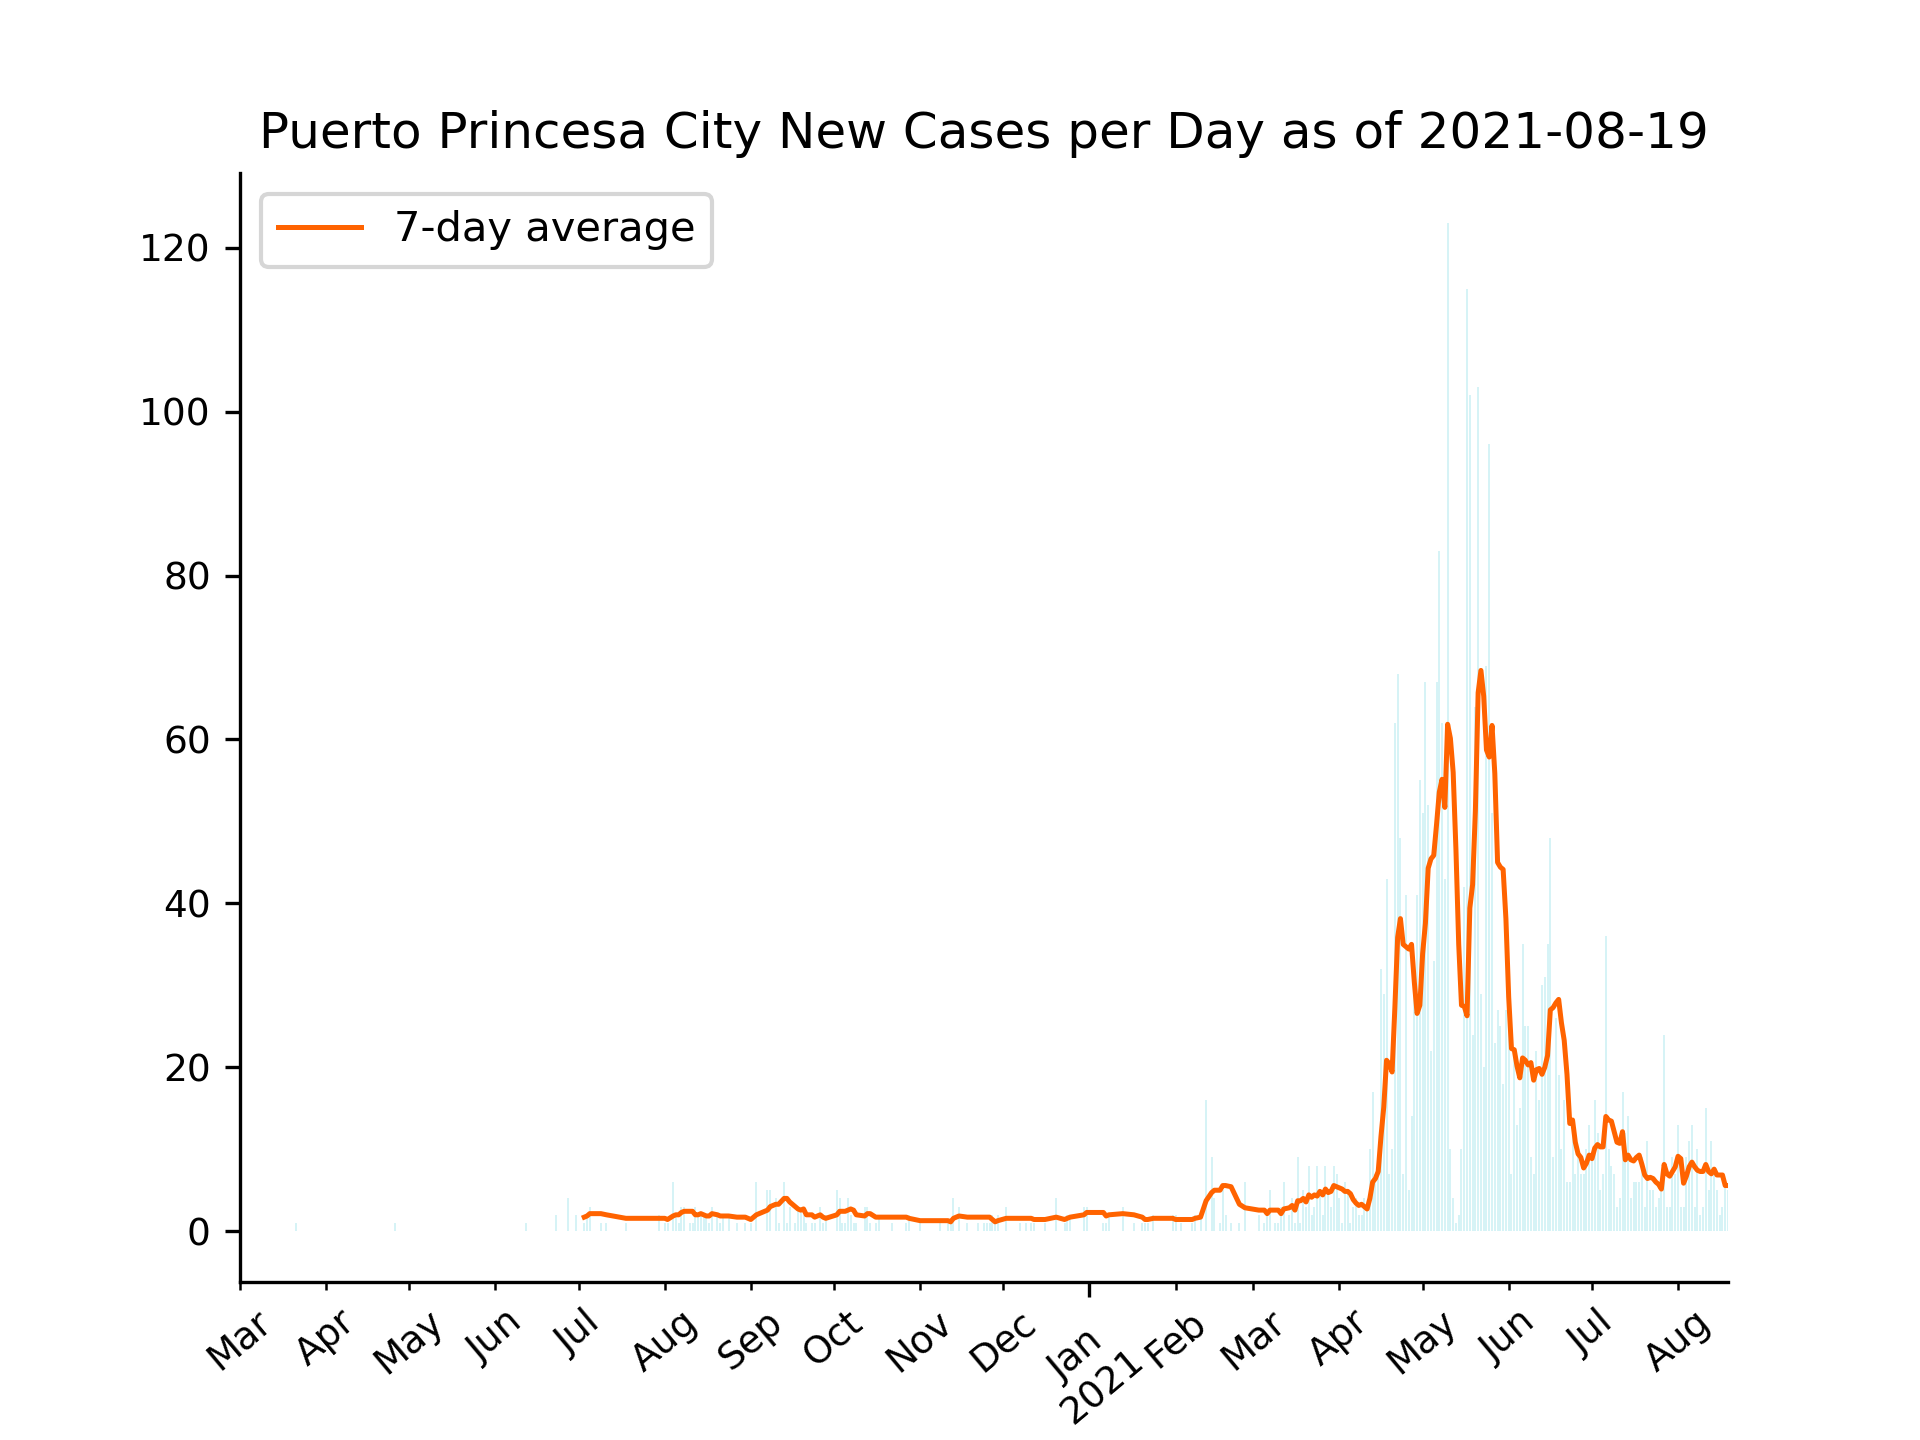 Puerto Princesa City New Cases per Day as of 2021-08-19
7-day average
120
100
80
60
40
20
0
Mar Apr May Jun Jul Aug Sep Oct Nov Dec Jan Feb Mar Apr May Jun Jul Aug
2021